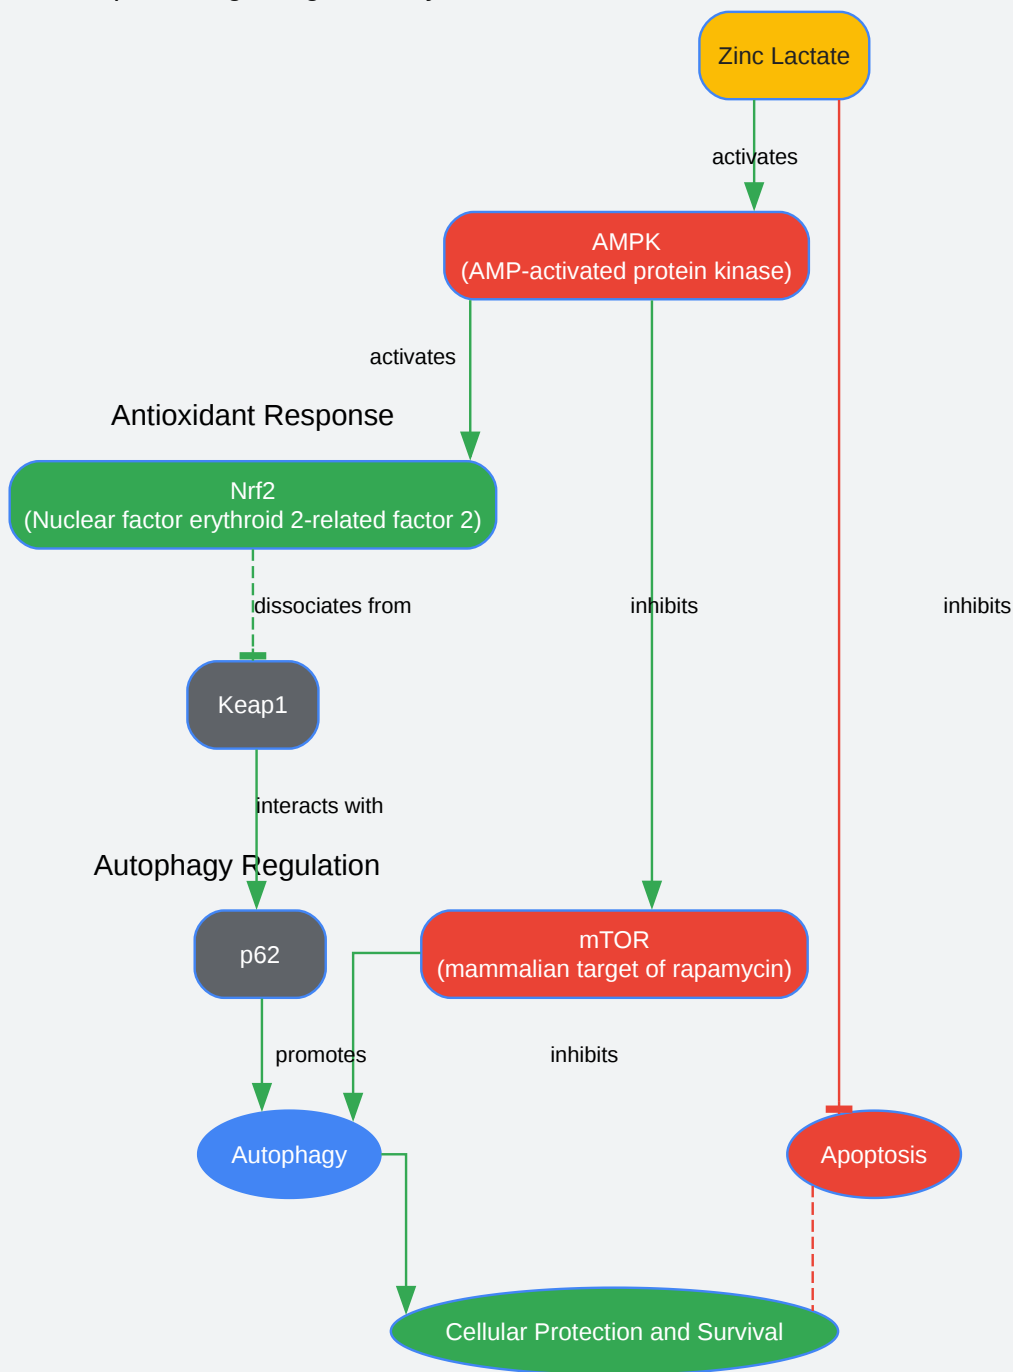 Zinc Lactate
activates
AMPK
(AMP-activated protein kinase)
activates
Antioxidant Response
Nrf2
(Nuclear factor erythroid 2-related factor 2)
dissociates from
inhibits
inhibits
Keap1
interacts with
Autophagy Regulation
p62
mTOR
(mammalian target of rapamycin)
promotes
inhibits
Autophagy
Apoptosis
Cellular Protection and Survival